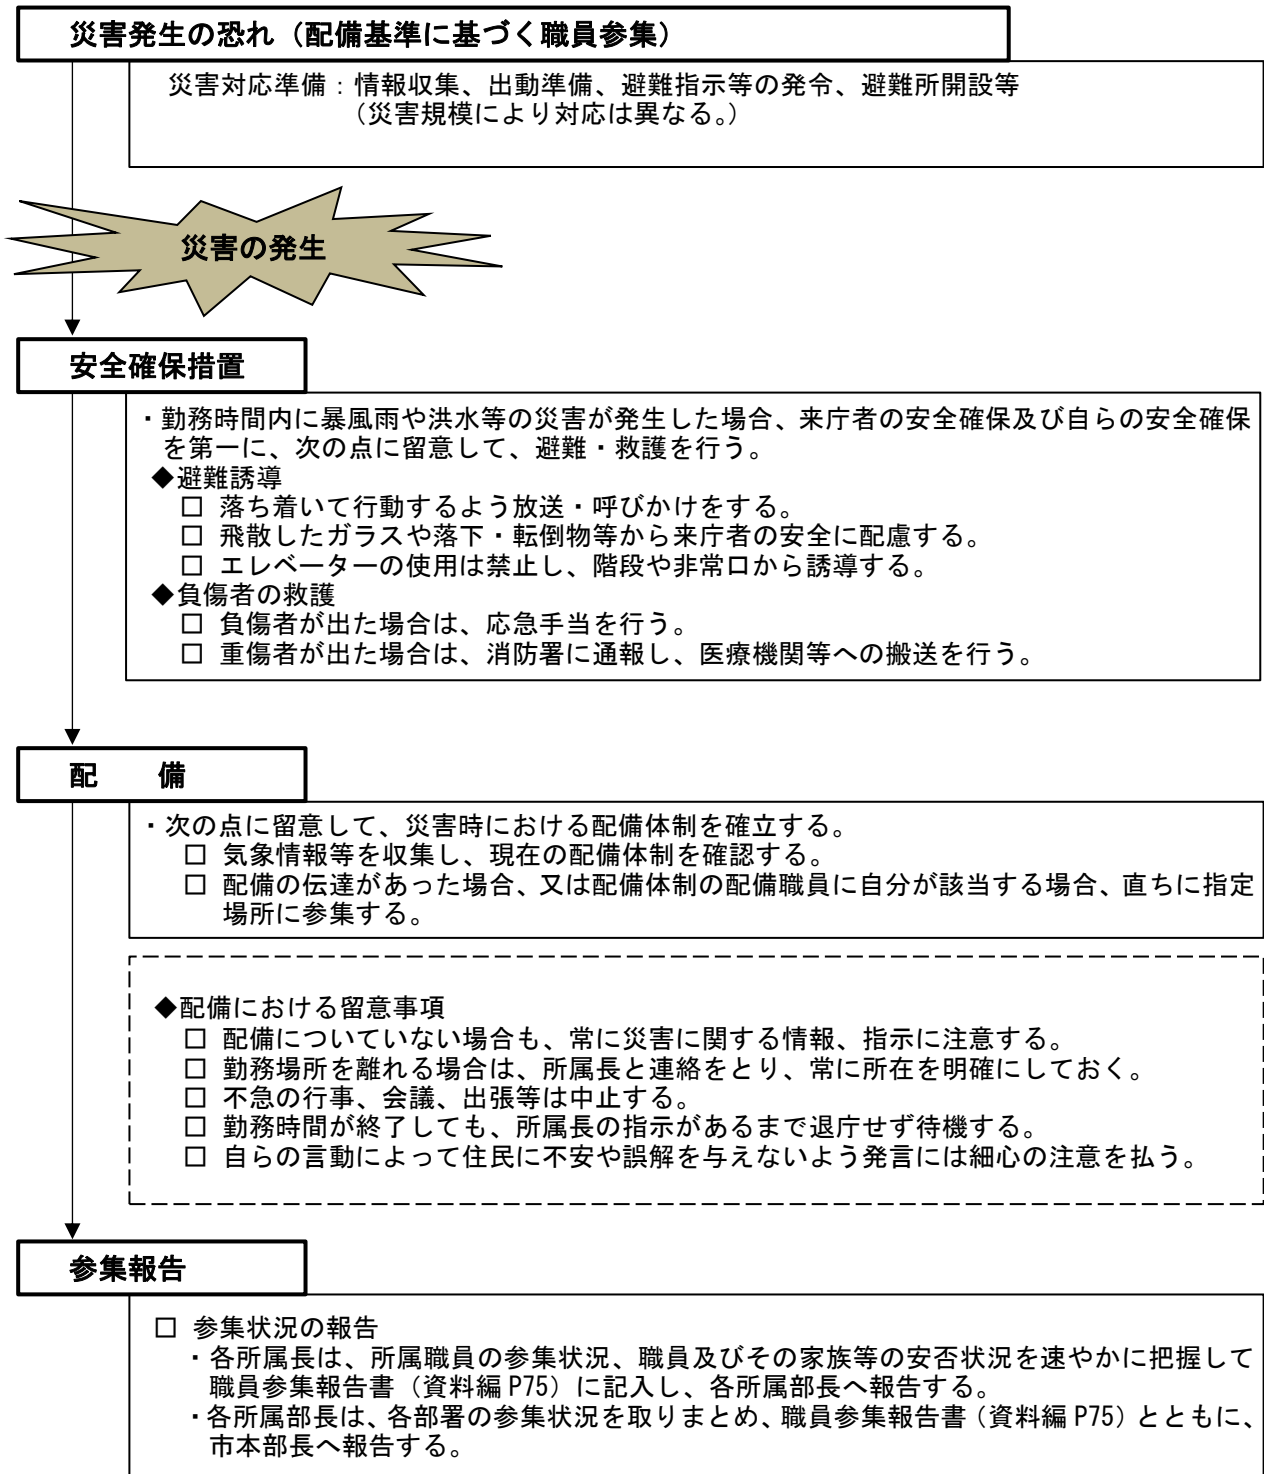 災害発生の恐れ（配備基準に基づく職員参集）
災害対応準備：情報収集、出動準備、避難指示等の発令、避難所開設等
（災害規模により対応は異なる。）
災害の発生
安全確保措置
・勤務時間内に暴風雨や洪水等の災害が発生した場合、来庁者の安全確保及び自らの安全確保
を第一に、次の点に留意して、避難・救護を行う。
◆避難誘導
□ 落ち着いて行動するよう放送・呼びかけをする。
□ 飛散したガラスや落下・転倒物等から来庁者の安全に配慮する。
□ エレベーターの使用は禁止し、階段や非常口から誘導する。
◆負傷者の救護
□ 負傷者が出た場合は、応急手当を行う。
□ 重傷者が出た場合は、消防署に通報し、医療機関等への搬送を行う。
配　　備
・次の点に留意して、災害時における配備体制を確立する。
□ 気象情報等を収集し、現在の配備体制を確認する。
□ 配備の伝達があった場合、又は配備体制の配備職員に自分が該当する場合、直ちに指定
場所に参集する。
◆配備における留意事項
□ 配備についていない場合も、常に災害に関する情報、指示に注意する。
□ 勤務場所を離れる場合は、所属長と連絡をとり、常に所在を明確にしておく。
□ 不急の行事、会議、出張等は中止する。
□ 勤務時間が終了しても、所属長の指示があるまで退庁せず待機する。
□ 自らの言動によって住民に不安や誤解を与えないよう発言には細心の注意を払う。
参集報告
□ 参集状況の報告
・各所属長は、所属職員の参集状況、職員及びその家族等の安否状況を速やかに把握して
職員参集報告書（資料編 P75）に記入し、各所属部長へ報告する。
・各所属部長は、各部署の参集状況を取りまとめ、職員参集報告書（資料編 P75）とともに、
市本部長へ報告する。